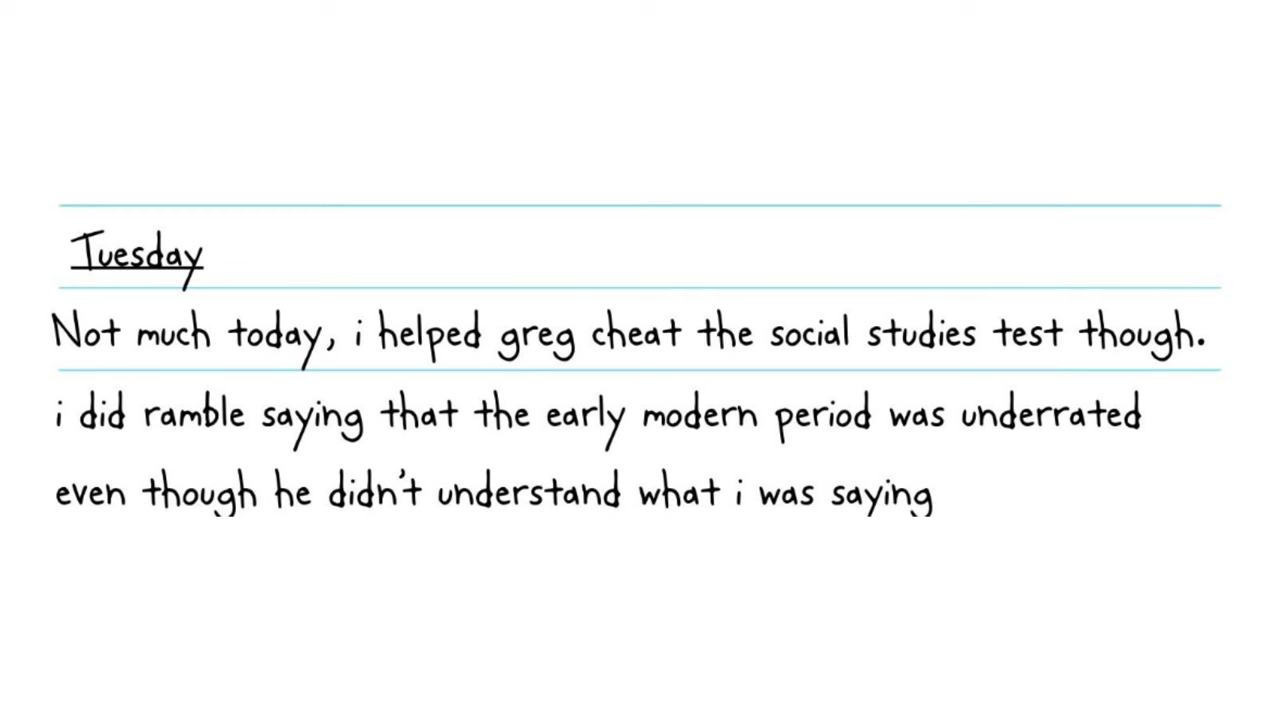 Tuesday
Not much today, i helped greg cheat the social studies test though.
i did ramble saying that the early modern period was underrated
even though he didn't understand what i was saying